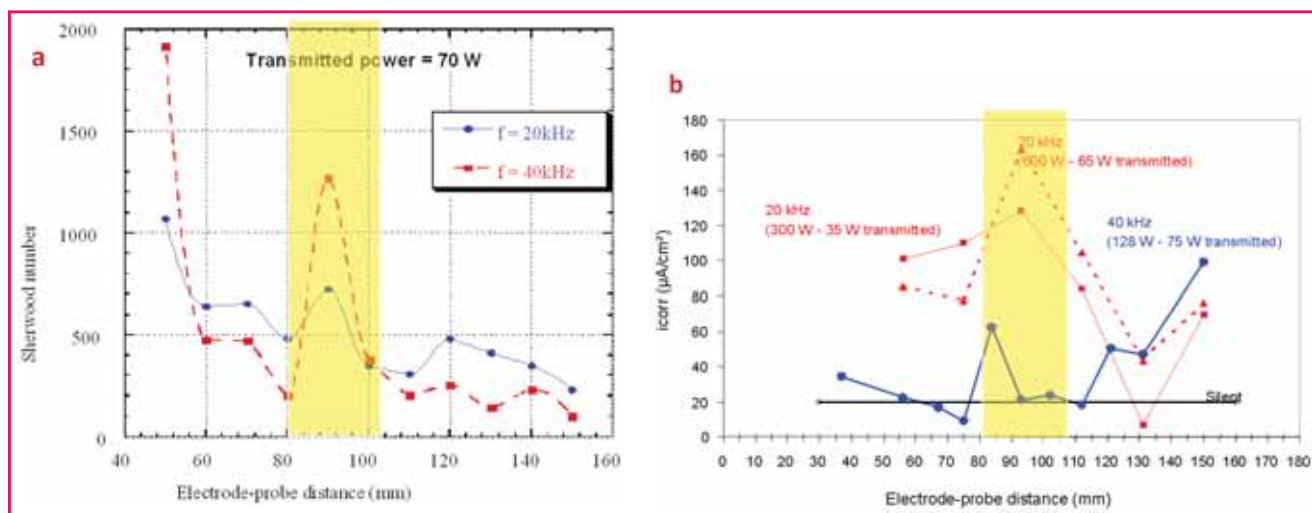 a
Transmitted power = 70 W
f = 20kHz
f = 40kHz
Sherwood number
2000
1500
1000
500
0
40 60 80 100 120 140 160
Electrode-probe distance (mm)
b
20 kHz
(600 W - 65 W transmitted)
20 kHz
(300 W - 35 W transmitted)
40 kHz
(128 W - 75 W transmitted)
Silent
icorr (µA/cm²)
180
160
140
120
100
80
60
40
20
0
0 10 20 30 40 50 60 70 80 90 100 110 120 130 140 150 160 170 180
Electrode-probe distance (mm)